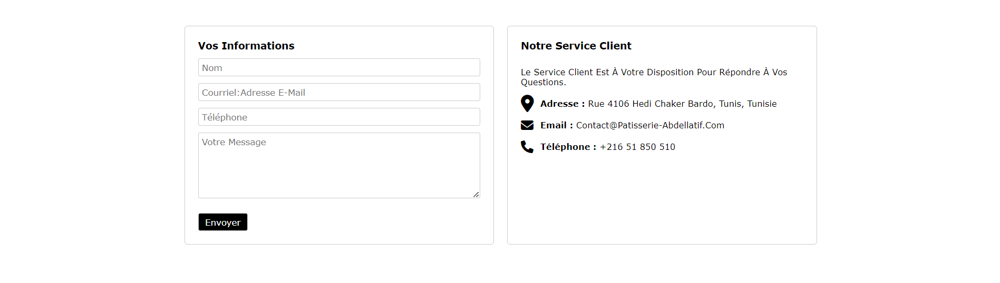 Vos Informations
Nom
Courriel:Adresse E-Mail
Téléphone
Votre Message
Envoyer
Notre Service Client
Le Service Client Est À Votre Disposition Pour Répondre À Vos
Questions.
Adresse : Rue 4106 Hedi Chaker Bardo, Tunis, Tunisie
Email : Contact@Patisserie-Abdellatif.Com
Téléphone : +216 51 850 510